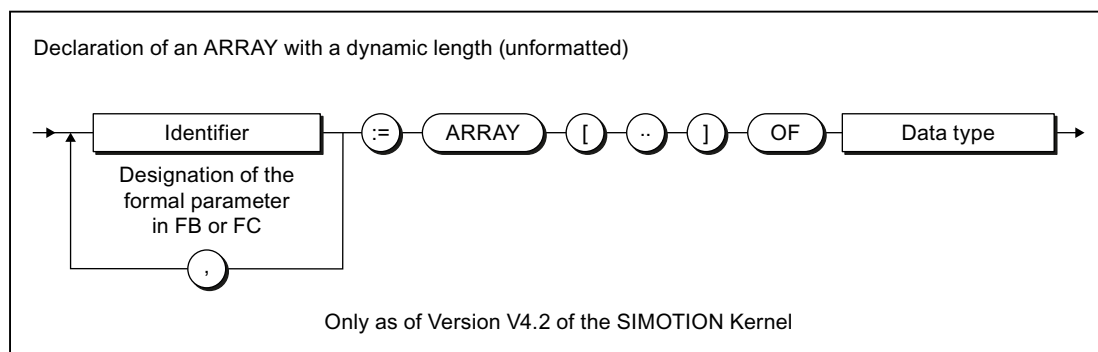 Declaration of an ARRAY with a dynamic length (unformatted)
Identifier := ARRAY [ .. ] OF Data type
Designation of the
formal parameter
in FB or FC
,
Only as of Version V4.2 of the SIMOTION Kernel